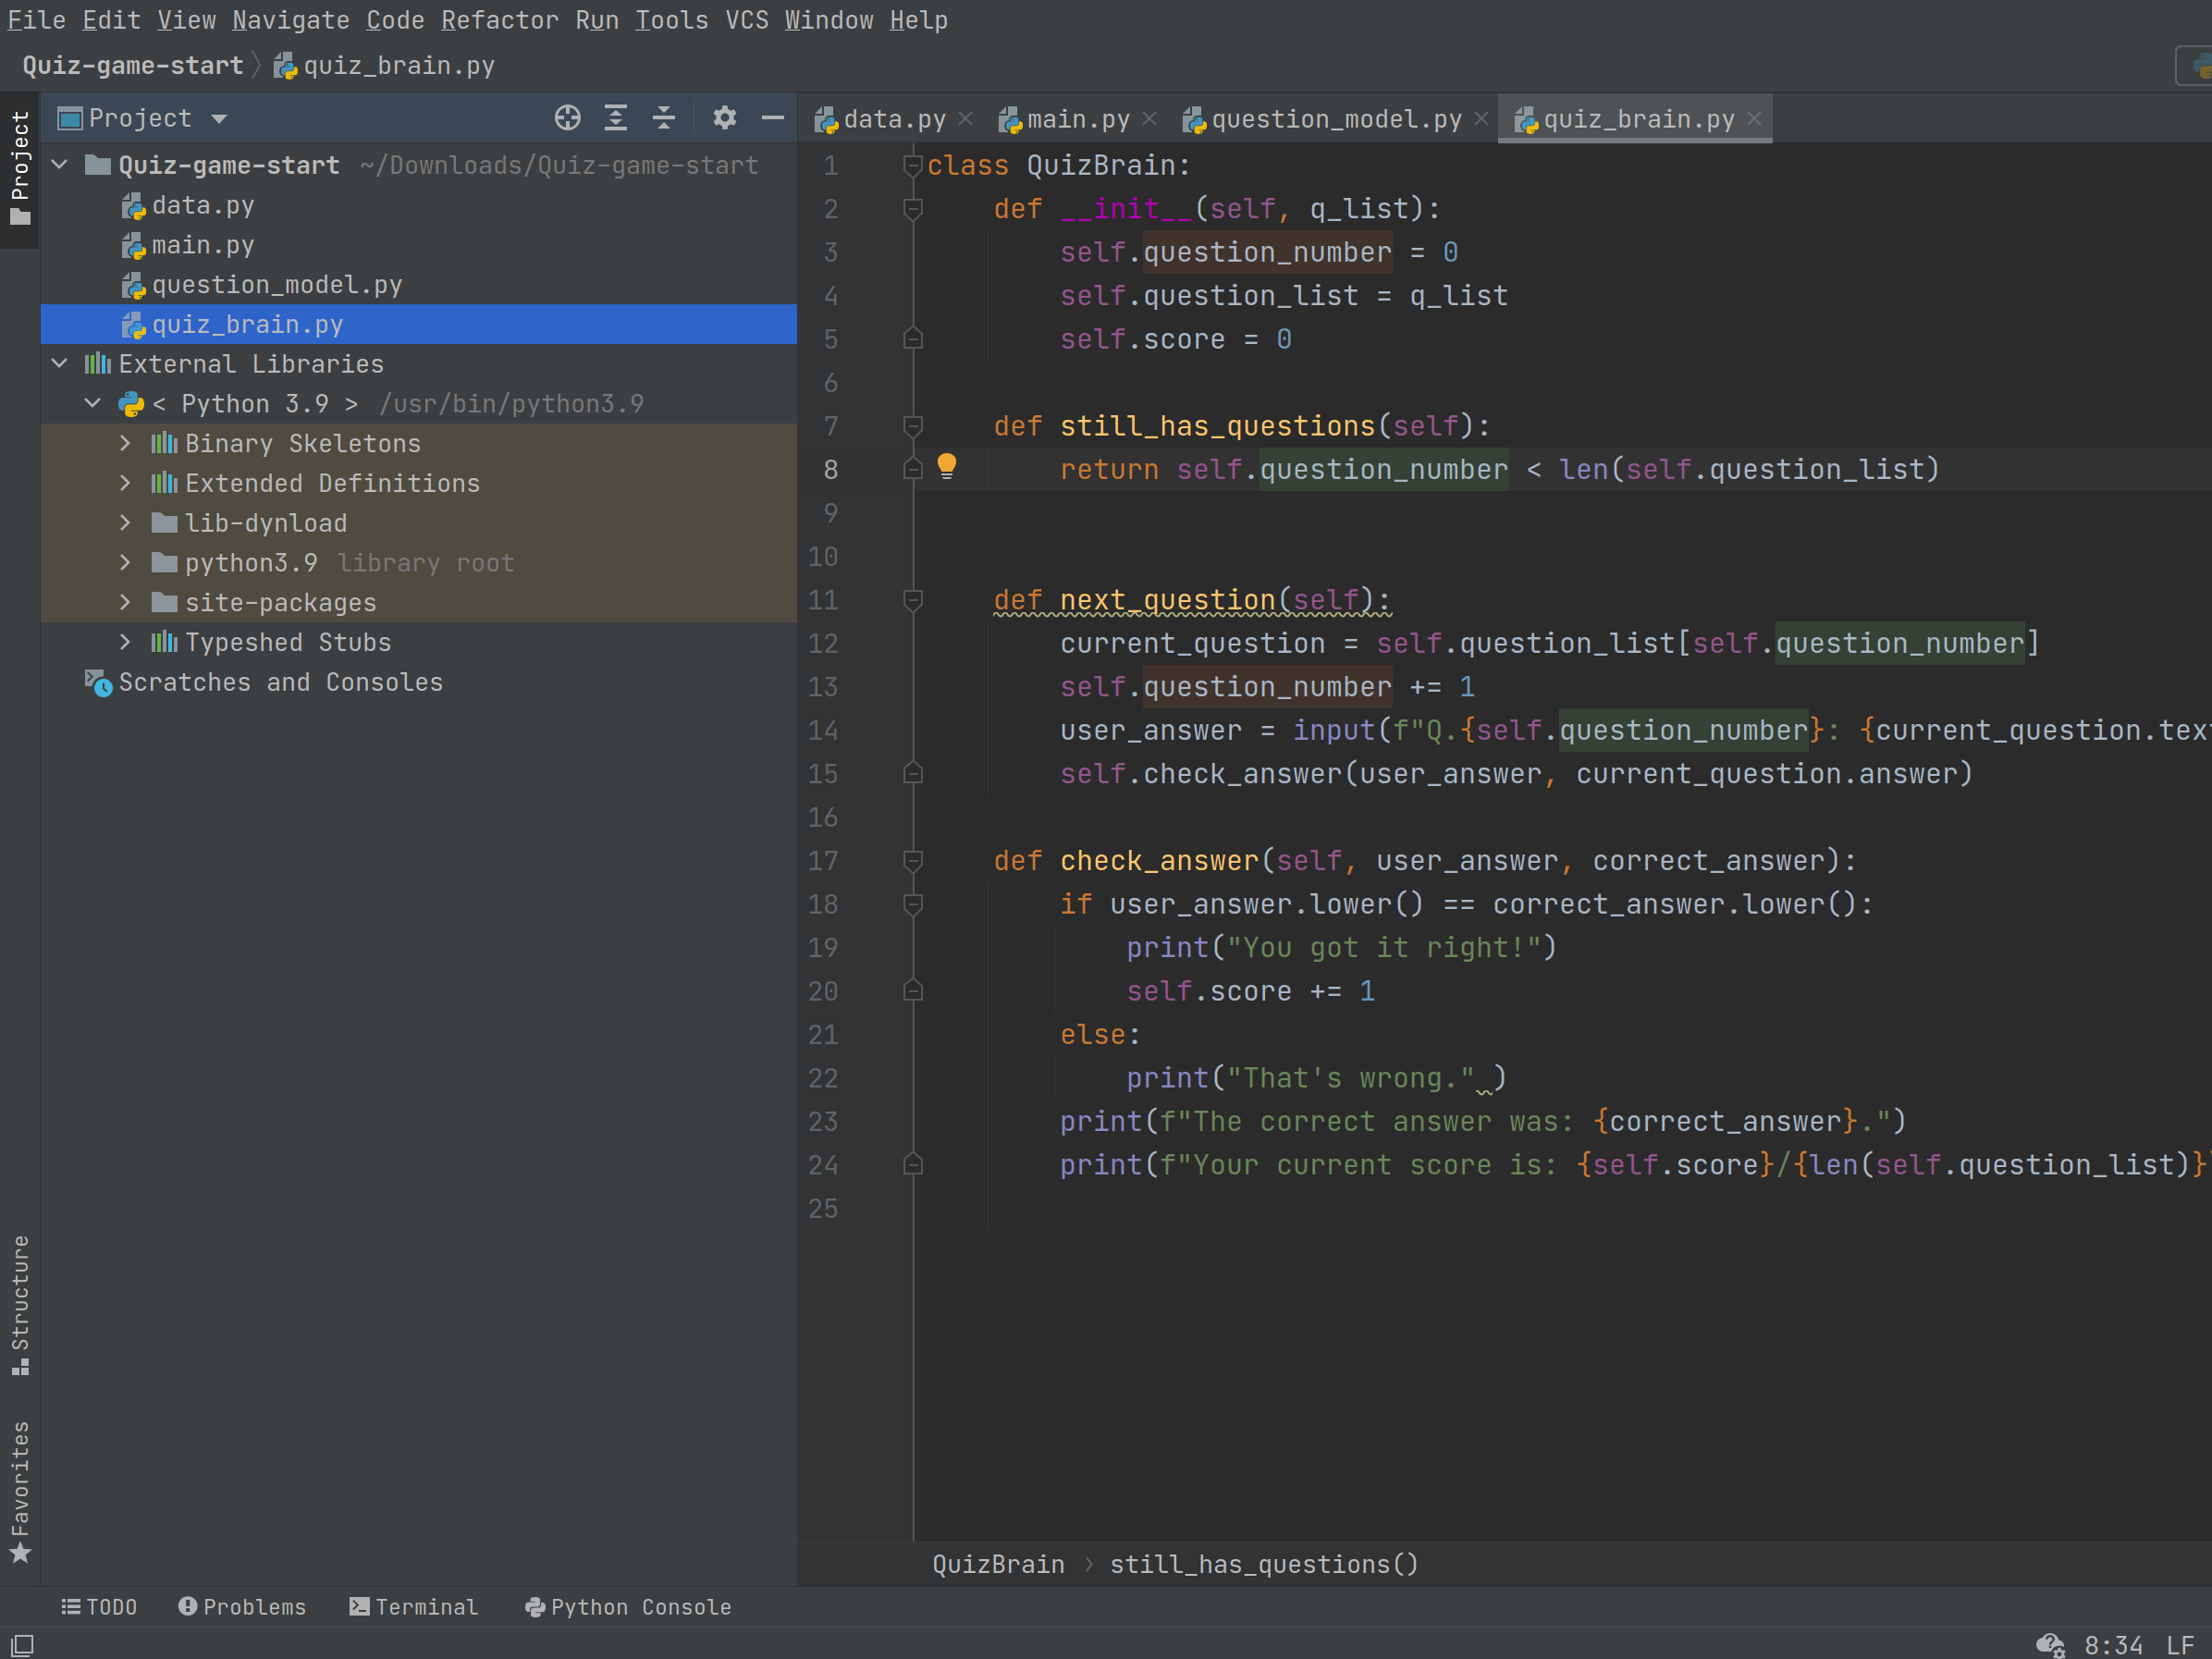 File Edit View Navigate Code Refactor Run Tools VCS Window Help
Quiz-game-start quiz_brain.py
Project
Project
data.py main.py question_model.py quiz_brain.py
Quiz-game-start ~/Downloads/Quiz-game-start
data.py
main.py
question_model.py
quiz_brain.py
External Libraries
< Python 3.9 > /usr/bin/python3.9
Binary Skeletons
Extended Definitions
lib-dynload
python3.9 library root
site-packages
Typeshed Stubs
Scratches and Consoles
Structure
Favorites
1 class QuizBrain:
2     def __init__(self, q_list):
3         self.question_number = 0
4         self.question_list = q_list
5         self.score = 0
6
7     def still_has_questions(self):
8         return self.question_number < len(self.question_list)
9
10
11     def next_question(self):
12         current_question = self.question_list[self.question_number]
13         self.question_number += 1
14         user_answer = input(f"Q.{self.question_number}: {current_question.tex
15         self.check_answer(user_answer, current_question.answer)
16
17     def check_answer(self, user_answer, correct_answer):
18         if user_answer.lower() == correct_answer.lower():
19             print("You got it right!")
20             self.score += 1
21         else:
22             print("That's wrong." )
23         print(f"The correct answer was: {correct_answer}.")
24         print(f"Your current score is: {self.score}/{len(self.question_list)}
25
QuizBrain > still_has_questions()
TODO Problems Terminal Python Console
8:34 LF